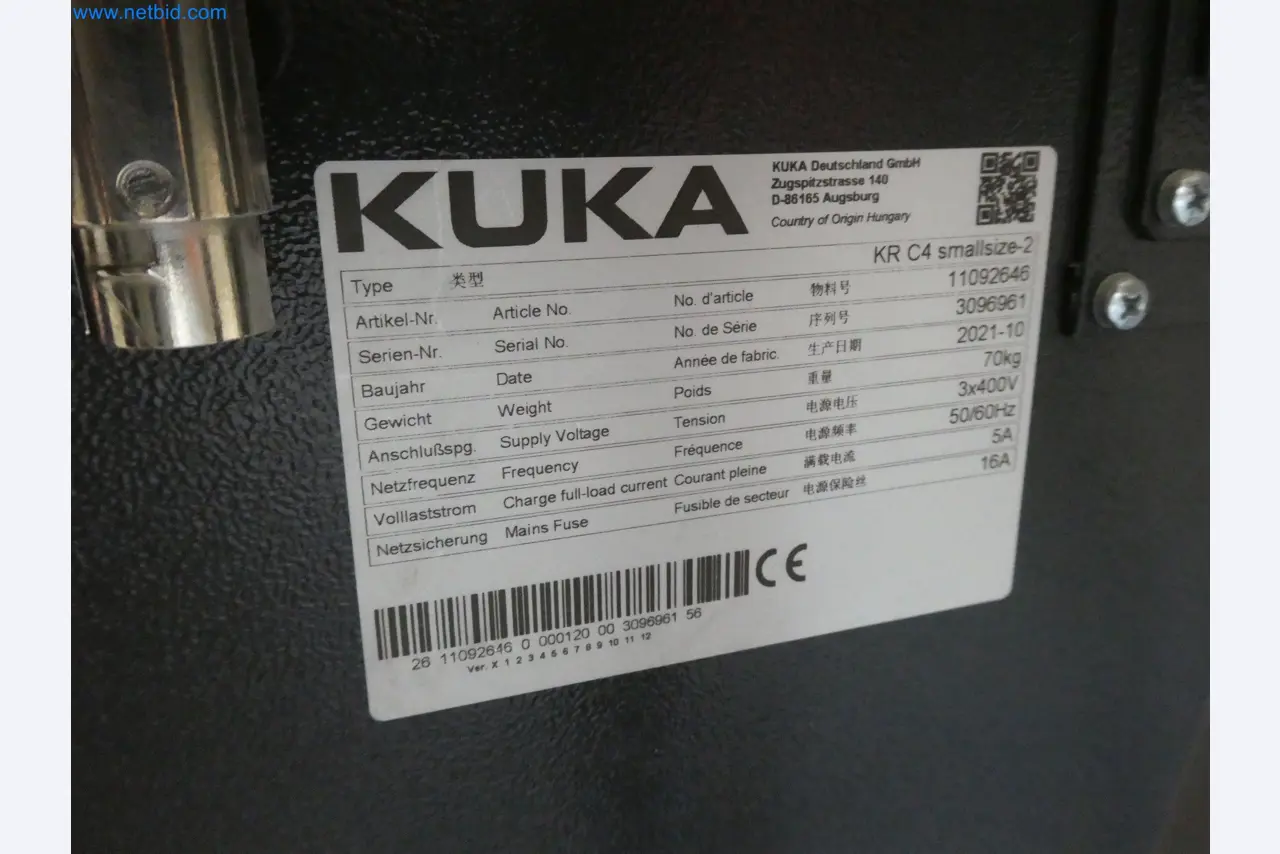 www.netbid.com
KUKA
KUKA Deutschland GmbH
Zugspitzstrasse 140
D-86165 Augsburg
Country of Origin Hungary
Type 类型 KR C4 smallsize-2
Artikel-Nr. Article No. No. d'article 物料号 11092646
Serien-Nr. Serial No. No. de Série 序列号 3096961
Baujahr Date Année de fabric. 生产日期 2021-10
Gewicht Weight Poids 重量 70kg
Anschlußspg. Supply Voltage Tension 电源电压 3x400V
Netzfrequenz Frequency Fréquence 电源频率 50/60Hz
Volllaststrom Charge full-load current Courant pleine 满载电流 5A
Netzsicherung Mains Fuse Fusible de secteur 电源保险丝 16A
CE
26 11092646 0 000120 00 3096961 56
Ver. X 1 2 3 4 5 6 7 8 9 10 11 12